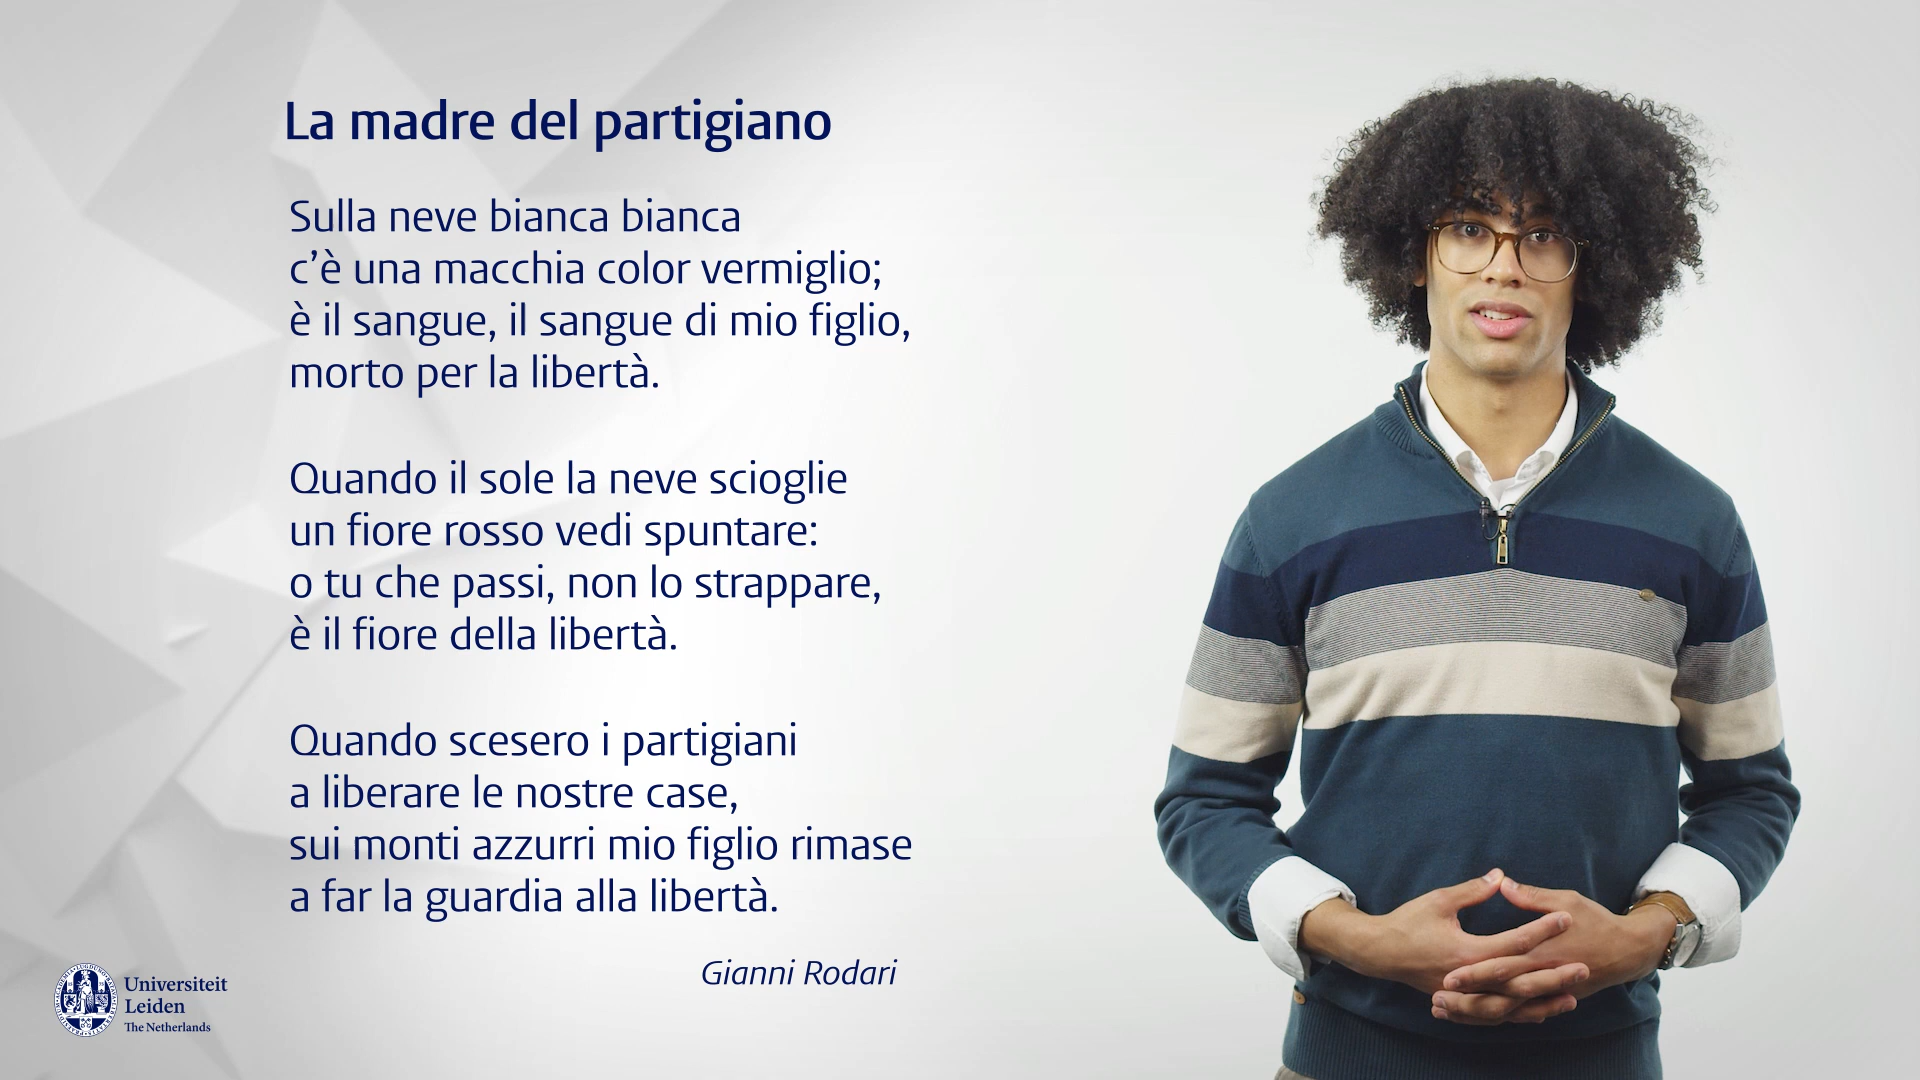 La madre del partigiano
Sulla neve bianca bianca
c’è una macchia color vermiglio;
è il sangue, il sangue di mio figlio,
morto per la libertà.
Quando il sole la neve scioglie
un fiore rosso vedi spuntare:
o tu che passi, non lo strappare,
è il fiore della libertà.
Quando scesero i partigiani
a liberare le nostre case,
sui monti azzurri mio figlio rimase
a far la guardia alla libertà.
Gianni Rodari
Universiteit
Leiden
The Netherlands